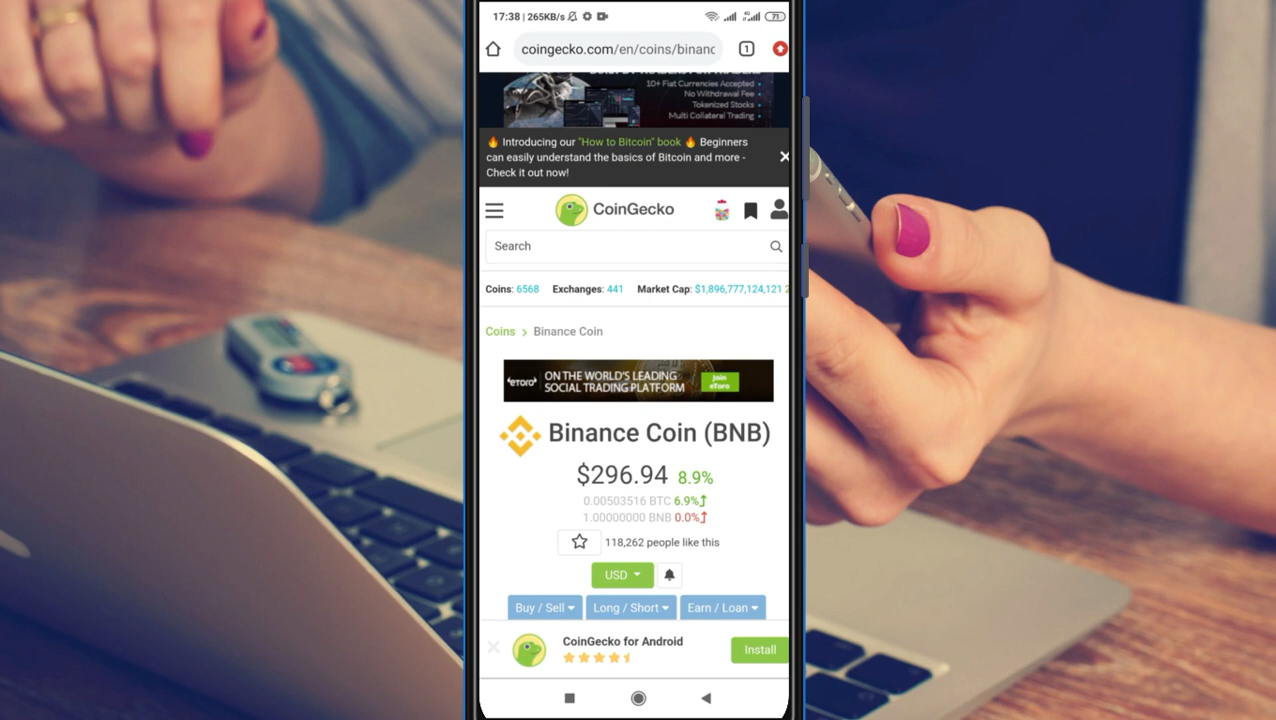 17:38 | 265KB/s
4G
71
coingecko.com/en/coins/binanc
1
10+ Fiat Currencies Accepted
No Withdrawal Fee
Tokenized Stocks
Multi Collateral Trading
🔥 Introducing our "How to Bitcoin" book 🔥 Beginners
can easily understand the basics of Bitcoin and more -
Check it out now!
CoinGecko
Search
Coins: 6568 Exchanges: 441 Market Cap: $1,896,777,124,121
Coins > Binance Coin
eToro
ON THE WORLD'S LEADING
SOCIAL TRADING PLATFORM
join
eToro
Binance Coin (BNB)
$296.94 8.9%
0.00503516 BTC 6.9%
1.00000000 BNB 0.0%
118,262 people like this
USD
Buy / Sell Long / Short Earn / Loan
CoinGecko for Android
Install